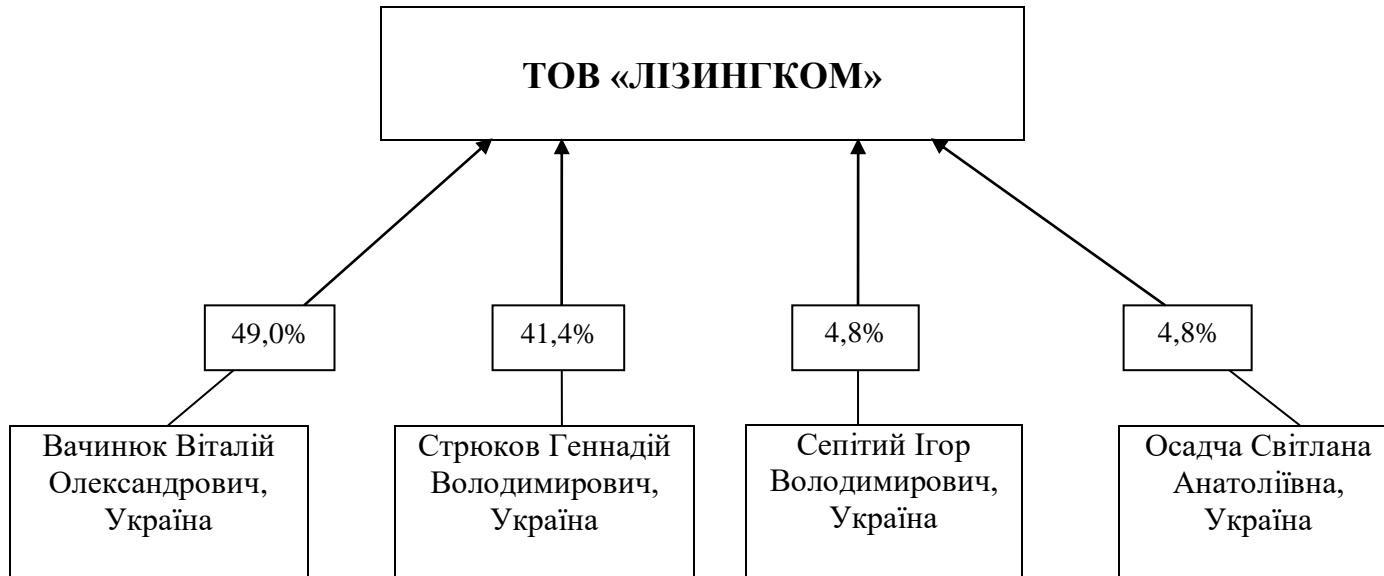 ТОВ «ЛІЗИНГКОМ»
49,0%
41,4%
4,8%
4,8%
Вачинюк Віталій
Олександрович,
Україна
Стрюков Геннадій
Володимирович,
Україна
Сепітий Ігор
Володимирович,
Україна
Осадча Світлана
Анатоліївна,
Україна